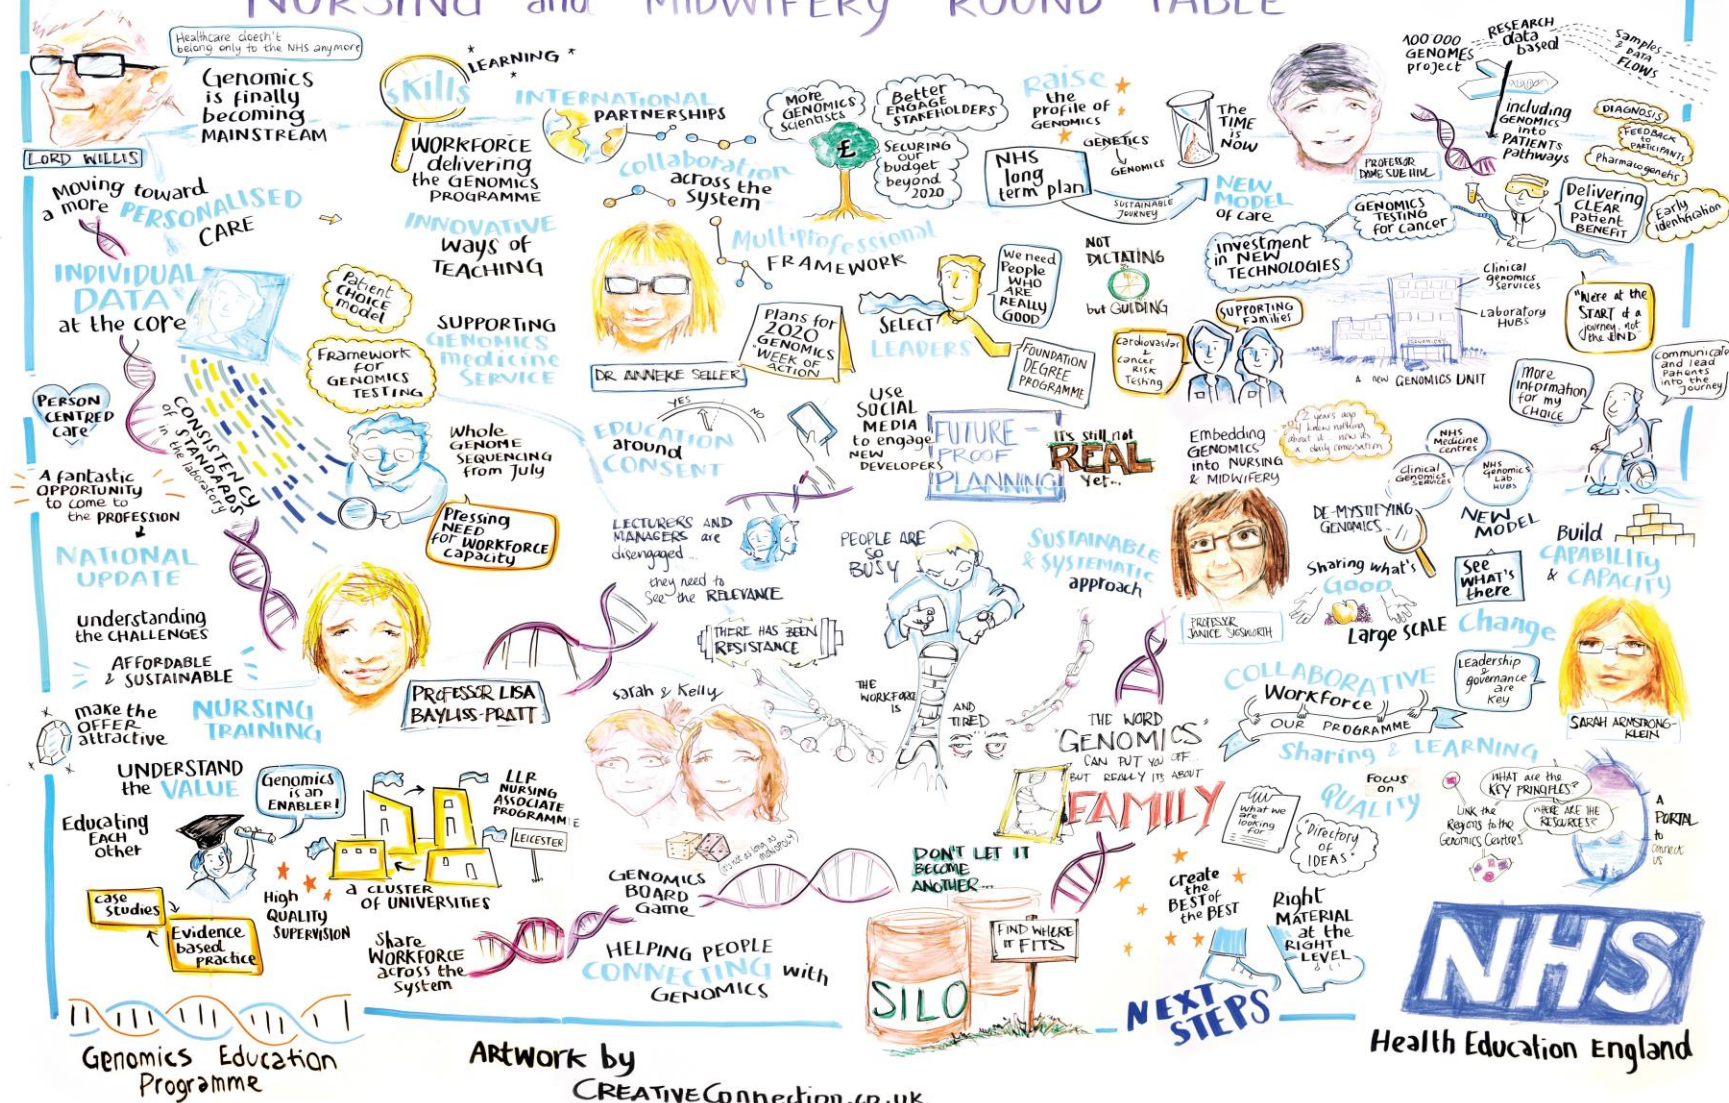 NURSING and MIDWIFERY ROUND TABLE
Healthcare doesn't
belong only to the NHS anymore
Genomics
is finally
becoming
MAINSTREAM
LORD WILLIS
Moving toward
a more PERSONALISED
CARE
INDIVIDUAL
DATA
at the core
PERSON
CENTRED
care
A fantastic
OPPORTUNITY
to come to
the PROFESSION
NATIONAL
UPDATE
understanding
the CHALLENGES
AFFORDABLE
& SUSTAINABLE
make the
OFFER
attractive
NURSING
TRAINING
UNDERSTAND
the VALUE
Educating
EACH
other
Genomics
is an
ENABLER!
case
studies
Evidence
based
practice
High
QUALITY
SUPERVISION
LLR
NURSING
ASSOCIATE
PROGRAMME
LEICESTER
a CLUSTER
OF UNIVERSITIES
Share
WORKFORCE
across the
System
sKills
LEARNING
WORKFORCE
delivering
the GENOMICS
PROGRAMME
INNOVATIVE
ways of
TEACHING
Patient
CHOICE
model
Framework
for
GENOMICS
TESTING
SUPPORTING
GENOMICS
medicine
SERVICE
CONSISTENCY
of STANDARDS
in the laboratory
Whole
GENOME
SEQUENCING
from July
Pressing
NEED
for WORKFORCE
capacity
PROFESSOR LISA
BAYLISS-PRATT
INTERNATIONAL
PARTNERSHIPS
collaboration
across the
system
More
GENOMICS
scientists
Better
ENGAGE
STAKEHOLDERS
£
SECURING
our
budget
beyond
2020
Multiprofessional
FRAMEWORK
DR ANNEKE SELLER
Plans for
2020
GENOMICS
"WEEK OF
ACTION"
SELECT
LEADERS
We need
People
WHO
ARE
REALLY
GOOD
FOUNDATION
DEGREE
PROGRAMME
YES
NO
EDUCATION
around
CONSENT
USE
SOCIAL
MEDIA
to engage
NEW
DEVELOPERS
FUTURE-
PROOF
PLANNING
It's still not
REAL
Yet...
LECTURERS AND
MANAGERS are
disengaged...
they need to
See the RELEVANCE
THERE HAS BEEN
RESISTANCE
PEOPLE ARE
SO
BUSY
THE
WORKFORCE
IS
AND
TIRED
SUSTAINABLE
& SYSTEMATIC
approach
sarah & Kelly
(it's not as long as
monopoly)
GENOMICS
BOARD
Game
HELPING PEOPLE
CONNECTING with
GENOMICS
DON'T LET IT
BECOME
ANOTHER...
SILO
FIND WHERE
IT FITS
THE WORD
"GENOMICS"
CAN PUT YOU OFF...
BUT REALLY IT'S ABOUT
FAMILY
Raise
the
profile of
GENOMICS
GENETICS
GENOMICS
NHS
long
term plan
SUSTAINABLE
JOURNEY
The
TIME
is
NOW
NEW
MODEL
of care
NOT
DICTATING
but GUIDING
PROFESSOR
DAME SUE HILL
100'000
GENOMES
project
RESEARCH
data
based
Samples
& DATA
FLOWS
including
GENOMICS
into
PATIENTS
pathways
DIAGNOSIS
FEEDBACK
to
PARTICIPANTS
Pharmacogenetics
Delivering
CLEAR
patient
BENEFIT
Early
identification
GENOMICS
TESTING
for cancer
investment
in NEW
TECHNOLOGIES
SUPPORTING
families
Cardiovascular
&
cancer
RISK
Testing
Clinical
genomics
Services
Laboratory
HUBS
GENOMICS
A new GENOMICS UNIT
"We're at the
START of a
journey, not
the END"
More
Information
for my
CHOICE
Communicate
and lead
Patients
into the
Journey
Embedding
GENOMICS
into NURSING
& MIDWIFERY
2 years ago
I knew nothing
about it... now it's
a daily conversation
NHS
Medicine
centres
Clinical
Genomics
Services
NHS
Genomics
Lab
HUBS
NEW
MODEL
DE-MYSTIFYING
GENOMICS
Sharing what's
GOOD
See
WHAT'S
there
Build
CAPABILITY
& CAPACITY
PROFESSOR
JANICE SIGSWORTH
Large SCALE Change
COLLABORATIVE
Workforce
OUR PROGRAMME
Leadership
&
governance
are
Key
SARAH ARMSTRONG-
KLEIN
Sharing & LEARNING
FOCUS
on
QUALITY
What we
are
looking
for
"Directory
OF
IDEAS"
WHAT are the
KEY PRINCIPLES?
WHERE ARE THE
RESOURCES?
LINK the
Regions to the
Genomics Centres
A
PORTAL
to
connect
us
create
the
BEST of
the BEST
Right
MATERIAL
at the
RIGHT
LEVEL
NEXT
STEPS
NHS
Health Education England
Genomics Education
Programme
Artwork by
CREATIVEConnection.co.uk